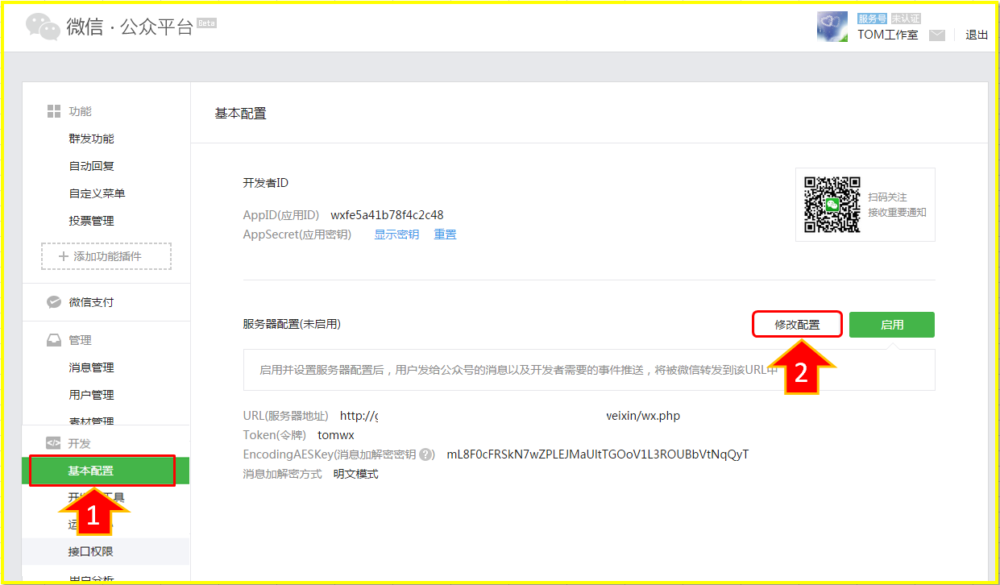 微信·公众平台 Beta
服务号 未认证
TOM工作室
退出
功能
群发功能
自动回复
自定义菜单
投票管理
+ 添加功能插件
微信支付
管理
消息管理
用户管理
素材管理
</> 开发
基本配置
接口权限
用户分析
1
基本配置
开发者ID
AppID(应用ID) wxfe5a41b78f4c2c48
AppSecret(应用密钥) 显示密钥 重置
扫码关注
接收重要通知
服务器配置(未启用)
修改配置
启用
启用并设置服务器配置后，用户发给公众号的消息以及开发者需要的事件推送，将被微信转发到该URL中
2
URL(服务器地址) http://g veixin/wx.php
Token(令牌) tomwx
EncodingAESKey(消息加解密密钥 ?) mL8F0cFRSkN7wZPLEJMaUltTGOoV1L3ROUBbVtNqQyT
消息加解密方式 明文模式